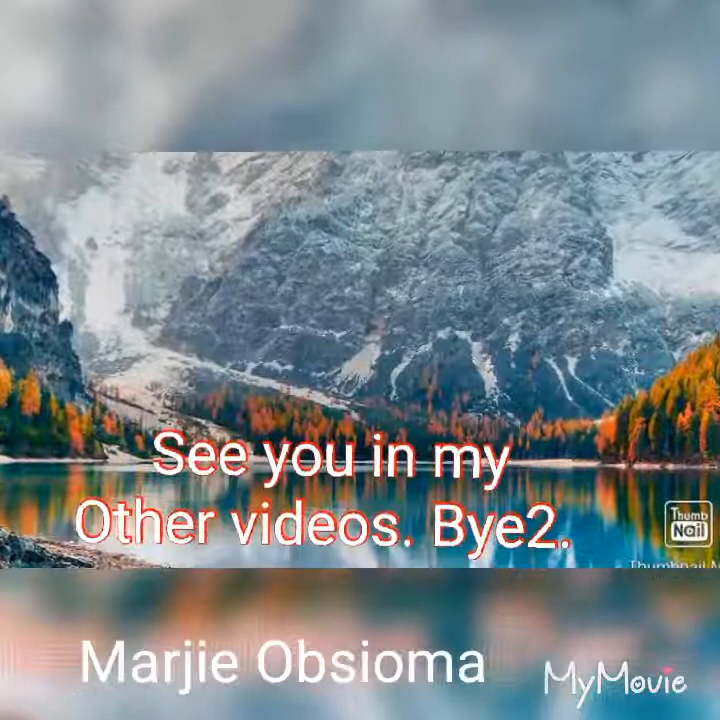 See you in my
Other videos. Bye2.
Thumb
Nail
Marjie Obsioma
MyMovie